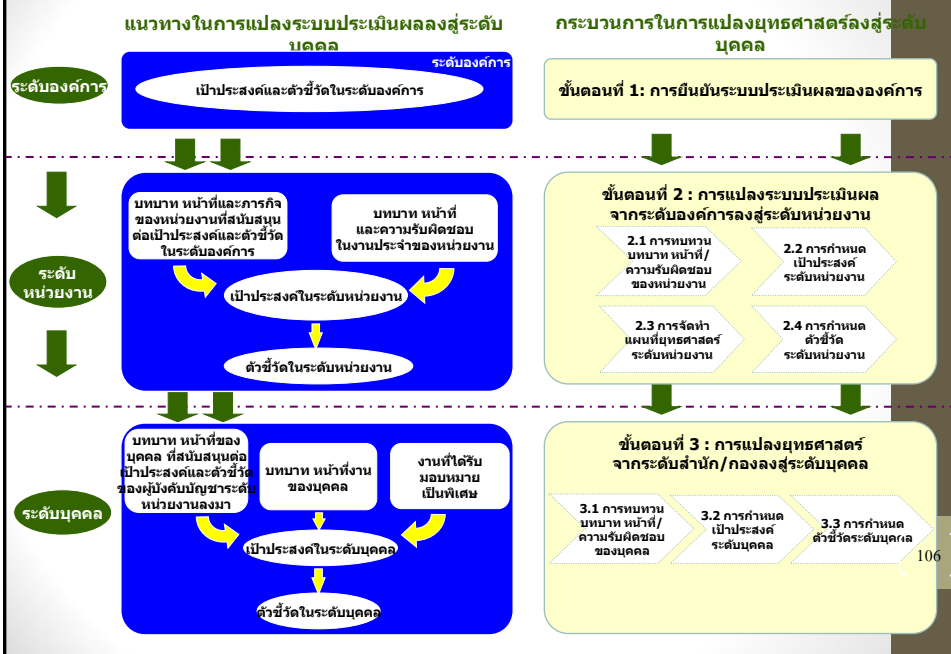 แนวทางในการแปลงระบบประเมินผลลงสู่ระดับ
บุคคล
กระบวนการในการแปลงยุทธศาสตร์ลงสู่ระดับ
บุคคล
ระดับองค์การ
ระดับองค์การ
เป้าประสงค์และตัวชี้วัดในระดับองค์การ
ขั้นตอนที่ 1: การยืนยันระบบประเมินผลขององค์การ
ระดับ
หน่วยงาน
บทบาท หน้าที่และภารกิจ
ของหน่วยงานที่สนับสนุน
ต่อเป้าประสงค์และตัวชี้วัด
ในระดับองค์การ
บทบาท หน้าที่
และความรับผิดชอบ
ในงานประจำของหน่วยงาน
เป้าประสงค์ในระดับหน่วยงาน
ตัวชี้วัดในระดับหน่วยงาน
ขั้นตอนที่ 2 : การแปลงระบบประเมินผล
จากระดับองค์การลงสู่ระดับหน่วยงาน
2.1 การทบทวน
บทบาท หน้าที่/
ความรับผิดชอบ
ของหน่วยงาน
2.2 การกำหนด
เป้าประสงค์
ระดับหน่วยงาน
2.3 การจัดทำ
แผนที่ยุทธศาสตร์
ระดับหน่วยงาน
2.4 การกำหนด
ตัวชี้วัด
ระดับหน่วยงาน
ระดับบุคคล
บทบาท หน้าที่ของ
บุคคล ที่สนับสนุนต่อ
เป้าประสงค์และตัวชี้วัด
ของผู้บังคับบัญชาระดับ
หน่วยงานลงมา
บทบาท หน้าที่งาน
ของบุคคล
งานที่ได้รับ
มอบหมาย
เป็นพิเศษ
เป้าประสงค์ในระดับบุคคล
ตัวชี้วัดในระดับบุคคล
ขั้นตอนที่ 3 : การแปลงยุทธศาสตร์
จากระดับสำนัก/กองลงสู่ระดับบุคคล
3.1 การทบทวน
บทบาท หน้าที่/
ความรับผิดชอบ
ของบุคคล
3.2 การกำหนด
เป้าประสงค์
ระดับบุคคล
3.3 การกำหนด
ตัวชี้วัดระดับบุคคล
106